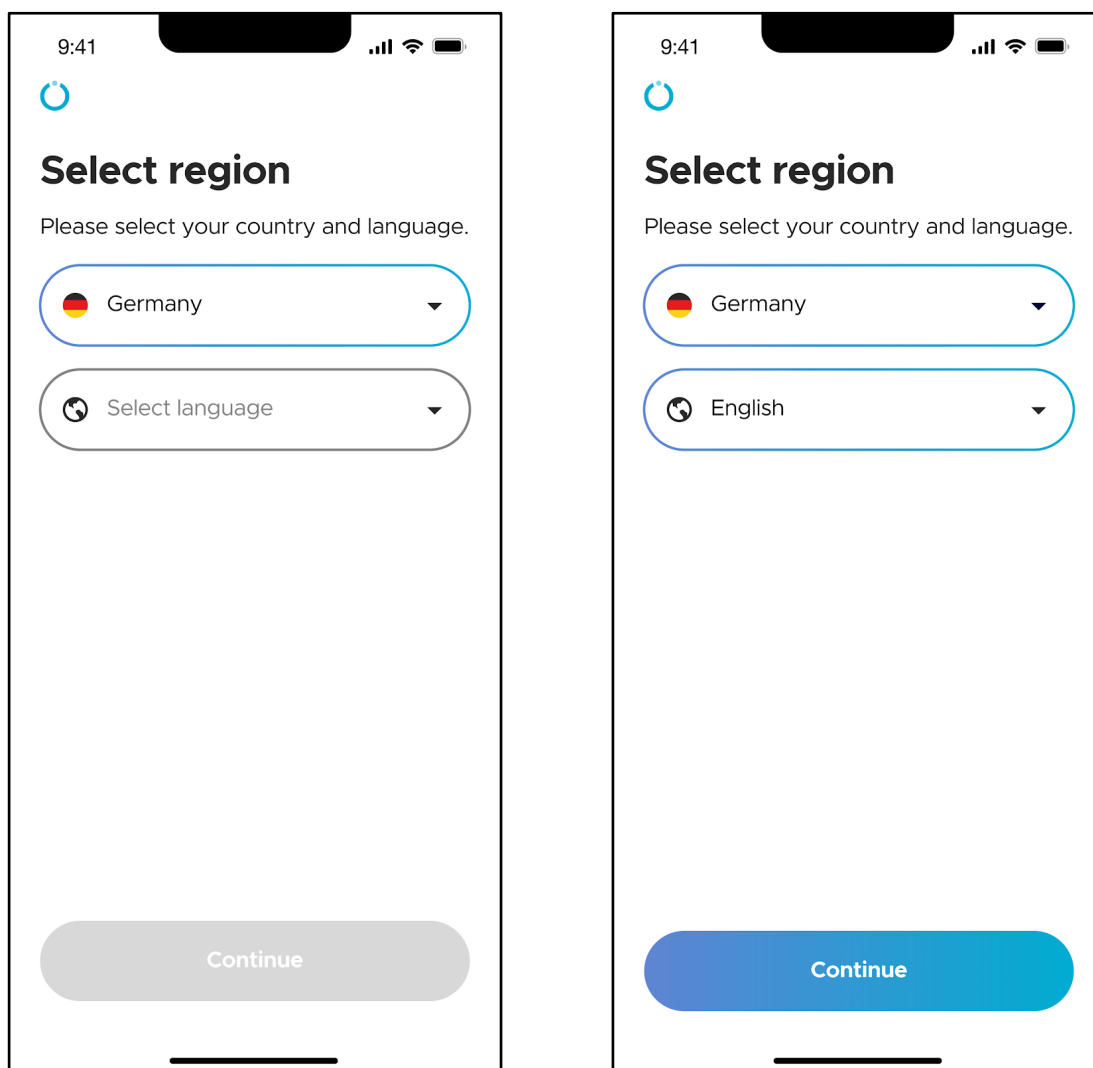 9:41
Select region
Please select your country and language.
Germany
Select language
Continue
9:41
Select region
Please select your country and language.
Germany
English
Continue